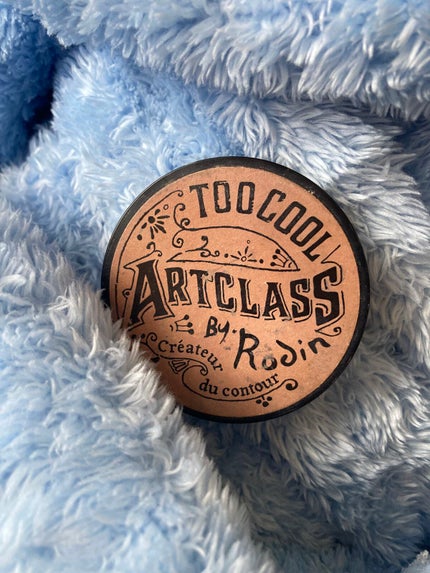 TOO COOL
ARTCLASS
By. Rodin
Créateur
du contour